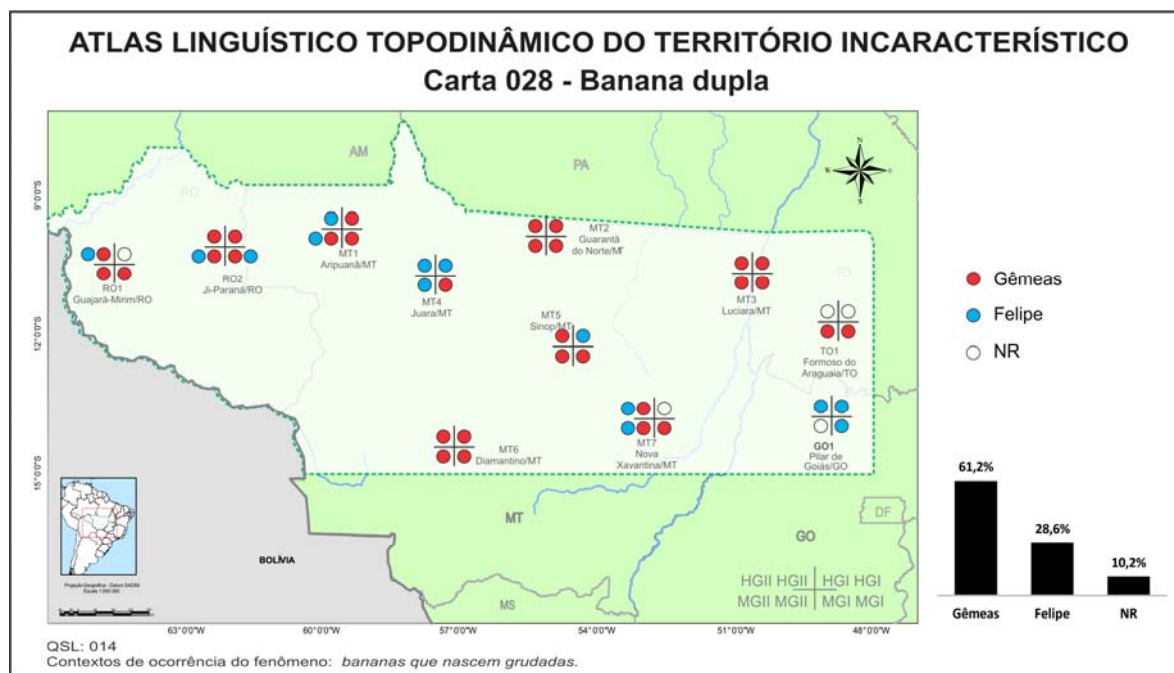 ATLAS LINGUÍSTICO TOPODINÂMICO DO TERRITÓRIO INCARACTERÍSTICO
Carta 028 - Banana dupla
AM
PA
RO
TO
9°0'0"S
12°0'0"S
15°0'0"S
RO1
Guajará-Mirim/RO
RO2
Ji-Paraná/RO
MT1
Aripuanã/MT
MT4
Juara/MT
MT2
Guarantã
do Norte/MT
MT5
Sinop/MT
MT3
Luciara/MT
TO1
Formoso do
Araguaia/TO
MT6
Diamantino/MT
MT7
Nova
Xavantina/MT
GO1
Pilar de
Goiás/GO
MT
GO
DF
MS
BOLÍVIA
HGII HGII HGI HGI
MGII MGII MGI MGI
N
S
63°0'0"W
60°0'0"W
57°0'0"W
54°0'0"W
51°0'0"W
48°0'0"W
Gêmeas
Felipe
NR
61,2%
28,6%
10,2%
Gêmeas
Felipe
NR
QSL: 014
Contextos de ocorrência do fenômeno: bananas que nascem grudadas.